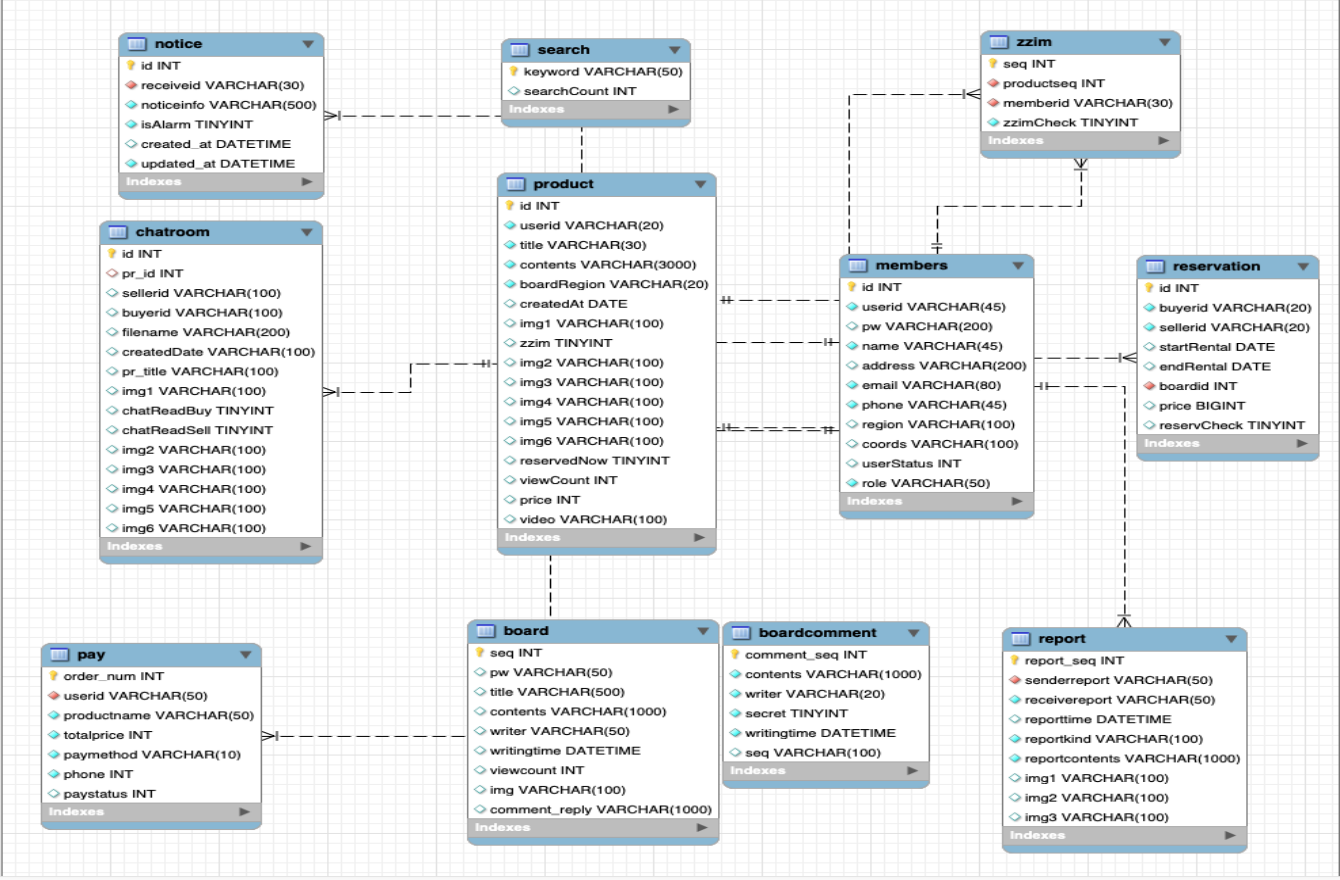 notice
id INT
receiveid VARCHAR(30)
noticeinfo VARCHAR(500)
isAlarm TINYINT
created_at DATETIME
updated_at DATETIME
Indexes
search
keyword VARCHAR(50)
searchCount INT
Indexes
zzim
seq INT
productseq INT
memberid VARCHAR(30)
zzimCheck TINYINT
Indexes
chatroom
id INT
pr_id INT
sellerid VARCHAR(100)
buyerid VARCHAR(100)
filename VARCHAR(200)
createdDate VARCHAR(100)
pr_title VARCHAR(100)
img1 VARCHAR(100)
chatReadBuy TINYINT
chatReadSell TINYINT
img2 VARCHAR(100)
img3 VARCHAR(100)
img4 VARCHAR(100)
img5 VARCHAR(100)
img6 VARCHAR(100)
Indexes
product
id INT
userid VARCHAR(20)
title VARCHAR(30)
contents VARCHAR(3000)
boardRegion VARCHAR(20)
createdAt DATE
img1 VARCHAR(100)
zzim TINYINT
img2 VARCHAR(100)
img3 VARCHAR(100)
img4 VARCHAR(100)
img5 VARCHAR(100)
img6 VARCHAR(100)
reservedNow TINYINT
viewCount INT
price INT
video VARCHAR(100)
Indexes
members
id INT
userid VARCHAR(45)
pw VARCHAR(200)
name VARCHAR(45)
address VARCHAR(200)
email VARCHAR(80)
phone VARCHAR(45)
region VARCHAR(100)
coords VARCHAR(100)
userStatus INT
role VARCHAR(50)
Indexes
reservation
id INT
buyerid VARCHAR(20)
sellerid VARCHAR(20)
startRental DATE
endRental DATE
boardid INT
price BIGINT
reservCheck TINYINT
Indexes
pay
order_num INT
userid VARCHAR(50)
productname VARCHAR(50)
totalprice INT
paymethod VARCHAR(10)
phone INT
paystatus INT
Indexes
board
seq INT
pw VARCHAR(50)
title VARCHAR(500)
contents VARCHAR(1000)
writer VARCHAR(50)
writingtime DATETIME
viewcount INT
img VARCHAR(100)
comment_reply VARCHAR(1000)
Indexes
boardcomment
comment_seq INT
contents VARCHAR(1000)
writer VARCHAR(20)
secret TINYINT
writingtime DATETIME
seq VARCHAR(100)
Indexes
report
report_seq INT
senderreport VARCHAR(50)
receivereport VARCHAR(50)
reporttime DATETIME
reportkind VARCHAR(100)
reportcontents VARCHAR(1000)
img1 VARCHAR(100)
img2 VARCHAR(100)
img3 VARCHAR(100)
Indexes